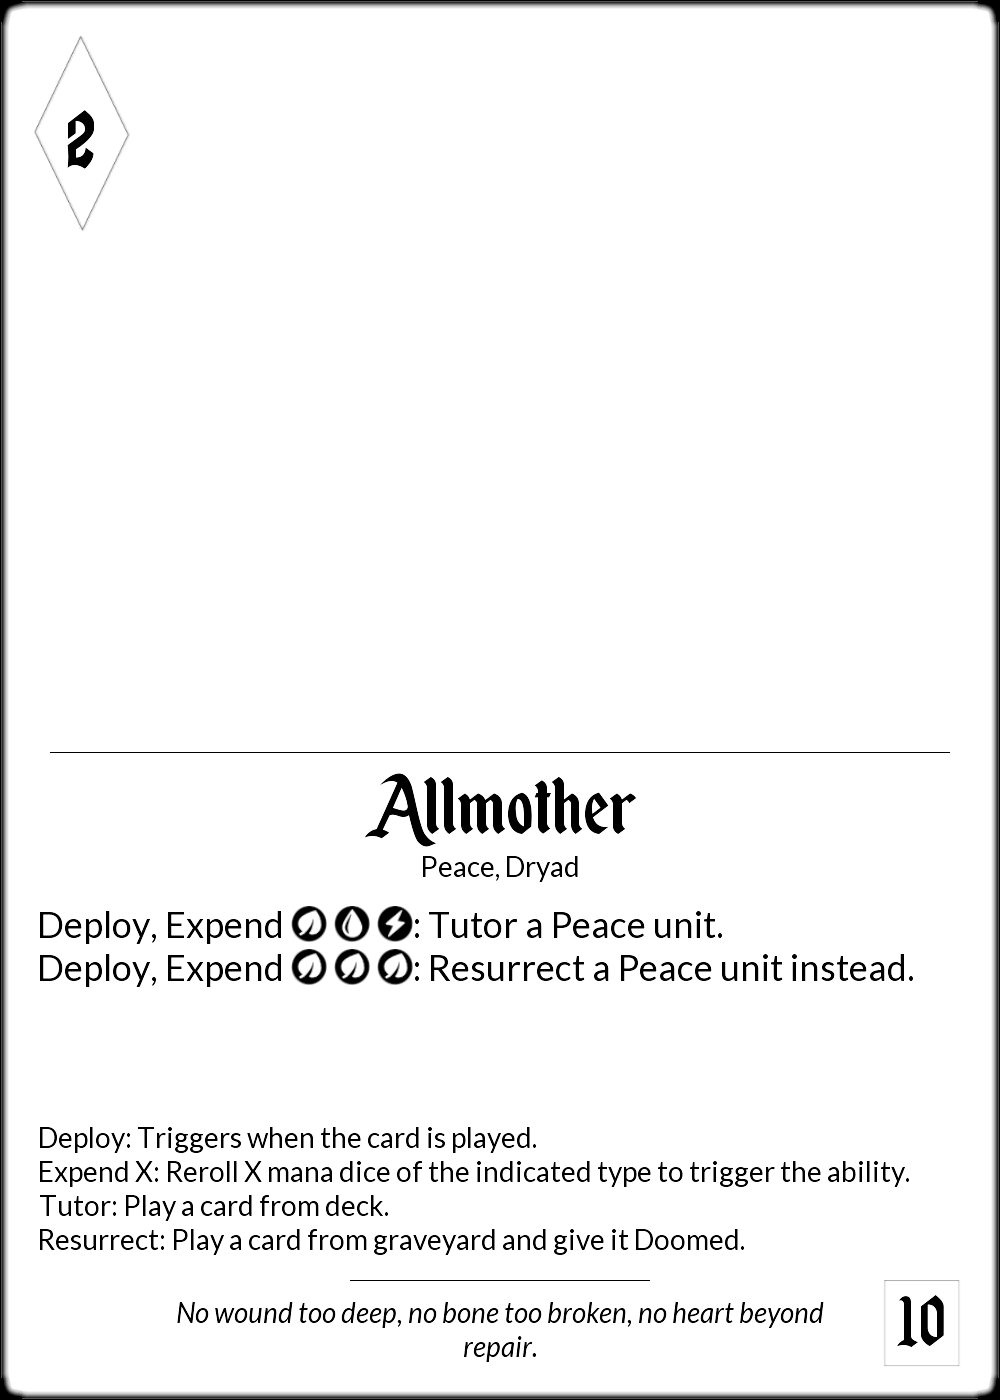 2
Allmother
Peace, Dryad
Deploy, Expend : Tutor a Peace unit.
Deploy, Expend : Resurrect a Peace unit instead.
Deploy: Triggers when the card is played.
Expend X: Reroll X mana dice of the indicated type to trigger the ability.
Tutor: Play a card from deck.
Resurrect: Play a card from graveyard and give it Doomed.
No wound too deep, no bone too broken, no heart beyond
repair.
10